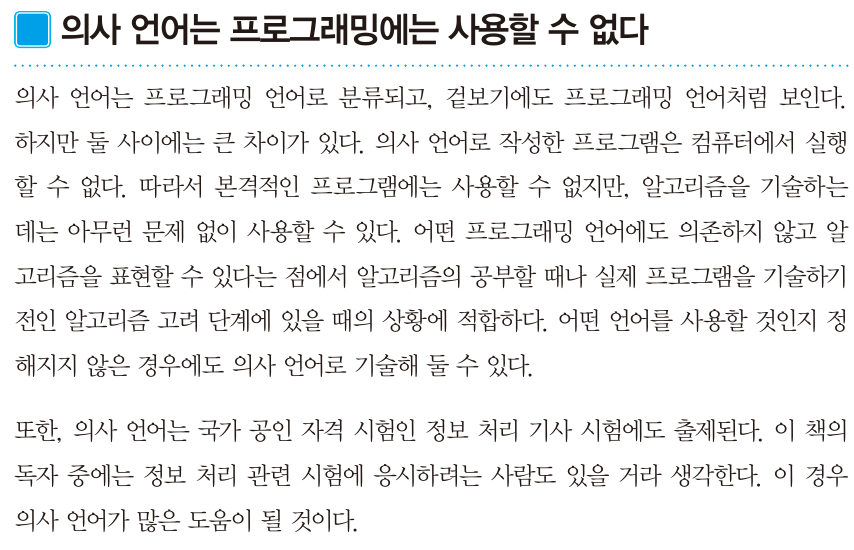 의사 언어는 프로그래밍에는 사용할 수 없다
의사 언어는 프로그래밍 언어로 분류되고, 겉보기에도 프로그래밍 언어처럼 보인다.
하지만 둘 사이에는 큰 차이가 있다. 의사 언어로 작성한 프로그램은 컴퓨터에서 실행
할 수 없다. 따라서 본격적인 프로그램에는 사용할 수 없지만, 알고리즘을 기술하는
데는 아무런 문제 없이 사용할 수 있다. 어떤 프로그래밍 언어에도 의존하지 않고 알
고리즘을 표현할 수 있다는 점에서 알고리즘의 공부할 때나 실제 프로그램을 기술하기
전인 알고리즘 고려 단계에 있을 때의 상황에 적합하다. 어떤 언어를 사용할 것인지 정
해지지 않은 경우에도 의사 언어로 기술해 둘 수 있다.
또한, 의사 언어는 국가 공인 자격 시험인 정보 처리 기사 시험에도 출제된다. 이 책의
독자 중에는 정보 처리 관련 시험에 응시하려는 사람도 있을 거라 생각한다. 이 경우
의사 언어가 많은 도움이 될 것이다.